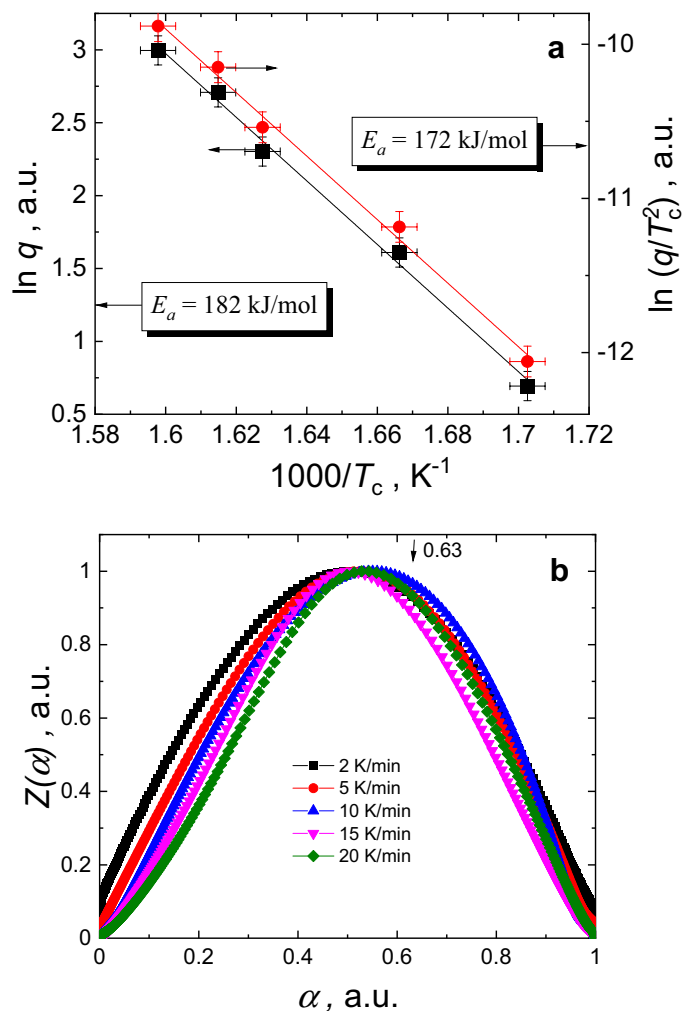 a
3
2.5
2
1.5
1
0.5
ln q , a.u.
-10
-11
-12
ln (q/T_c^2) , a.u.
E_a = 172 kJ/mol
E_a = 182 kJ/mol
1.58 1.6 1.62 1.64 1.66 1.68 1.7 1.72
1000/T_c , K^-1
b
0.63
1
0.8
0.6
0.4
0.2
0
Z(α) , a.u.
2 K/min
5 K/min
10 K/min
15 K/min
20 K/min
0 0.2 0.4 0.6 0.8 1
α , a.u.